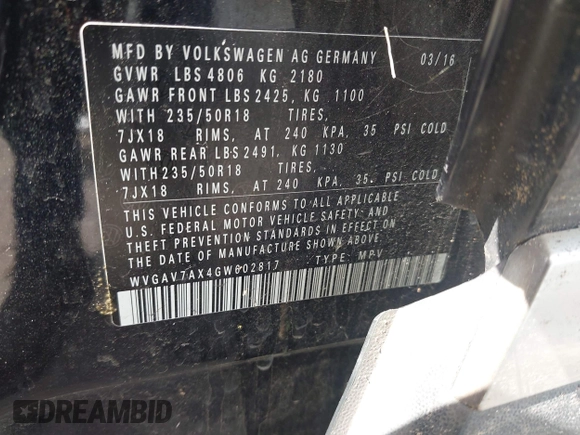 MFD BY VOLKSWAGEN AG GERMANY 03/16
GVWR LBS 4806 KG 2180
GAWR FRONT LBS 2425, KG 1100
WITH 235/50R18 TIRES,
7JX18 RIMS, AT 240 KPA, 35 PSI COLD
GAWR REAR LBS 2491, KG 1130
WITH 235/50R18 TIRES,
7JX18 RIMS, AT 240 KPA, 35 PSI COLD
THIS VEHICLE CONFORMS TO ALL APPLICABLE
U.S. FEDERAL MOTOR VEHICLE SAFETY AND
THEFT PREVENTION STANDARDS IN EFFECT ON
THE DATE OF MANUFACTURE SHOWN ABOVE.
WVGAV7AX4GW602817 TYPE: MPV
DREAMBID